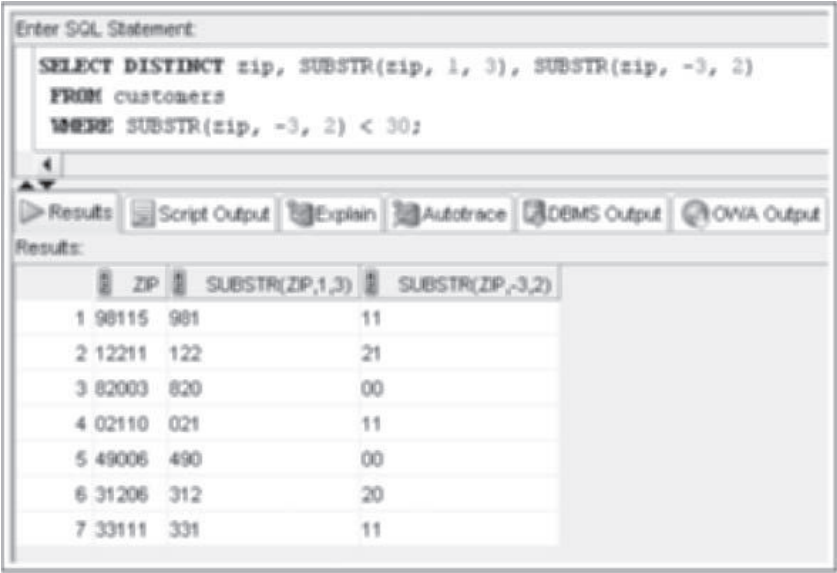 Enter SQL Statement:
SELECT DISTINCT zip, SUBSTR(zip, 1, 3), SUBSTR(zip, -3, 2)
FROM customers
WHERE SUBSTR(zip, -3, 2) < 30;
Results Script Output Explain Autotrace DBMS Output OWA Output
Results:
ZIP SUBSTR(ZIP,1,3) SUBSTR(ZIP,-3,2)
1 98115 981 11
2 12211 122 21
3 82003 820 00
4 02110 021 11
5 49006 490 00
6 31206 312 20
7 33111 331 11